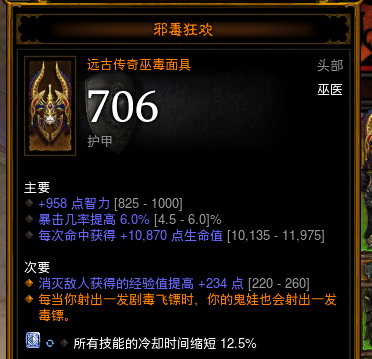 邪毒狂欢
远古传奇巫毒面具
头部
706
巫医
护甲
主要
+958 点智力 [825 - 1000]
暴击几率提高 6.0% [4.5 - 6.0]%
每次命中获得 +10,870 点生命值 [10,135 - 11,975]
次要
消灭敌人获得的经验值提高 +234 点 [220 - 260]
每当你射出一发剧毒飞镖时，你的鬼娃也会射出一发
毒镖。
所有技能的冷却时间缩短 12.5%